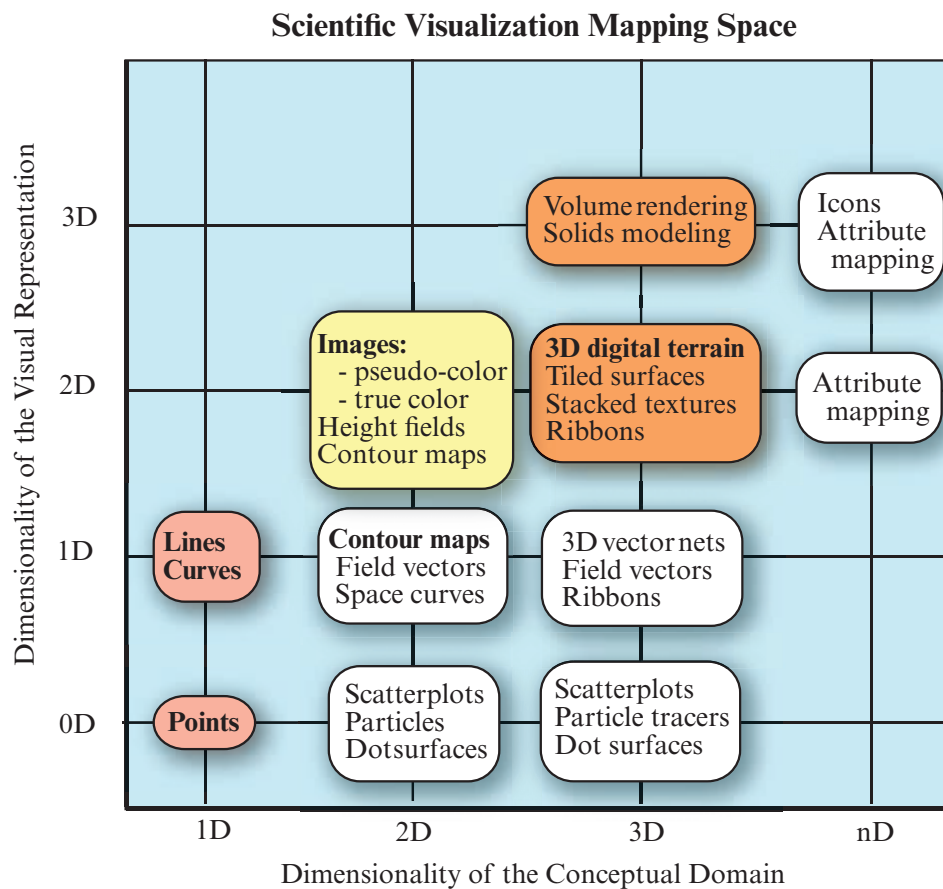 Scientific Visualization Mapping Space
Dimensionality of the Visual Representation
3D
Volume rendering
Solids modeling
Icons
Attribute
mapping
2D
Images:
- pseudo-color
- true color
Height fields
Contour maps
3D digital terrain
Tiled surfaces
Stacked textures
Ribbons
Attribute
mapping
1D
Lines
Curves
Contour maps
Field vectors
Space curves
3D vector nets
Field vectors
Ribbons
0D
Points
Scatterplots
Particles
Dotsurfaces
Scatterplots
Particle tracers
Dot surfaces
1D
2D
3D
nD
Dimensionality of the Conceptual Domain